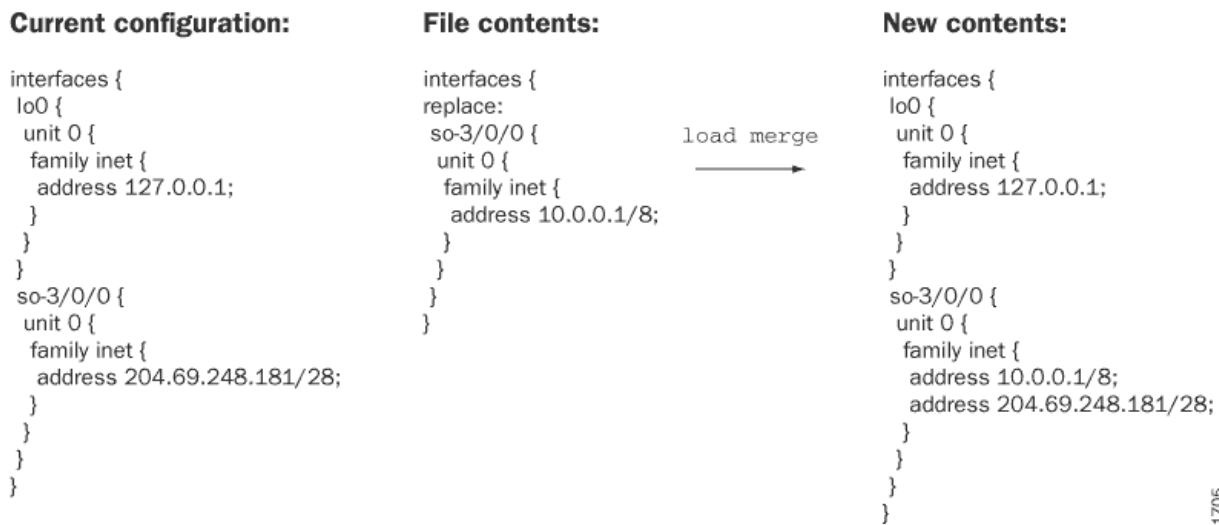 Current configuration:
interfaces {
lo0 {
unit 0 {
family inet {
address 127.0.0.1;
}
}
}
so-3/0/0 {
unit 0 {
family inet {
address 204.69.248.181/28;
}
}
}
}
File contents:
interfaces {
replace:
so-3/0/0 {
unit 0 {
family inet {
address 10.0.0.1/8;
}
}
}
}
load merge
New contents:
interfaces {
lo0 {
unit 0 {
family inet {
address 127.0.0.1;
}
}
}
so-3/0/0 {
unit 0 {
family inet {
address 10.0.0.1/8;
address 204.69.248.181/28;
}
}
}
}
1706